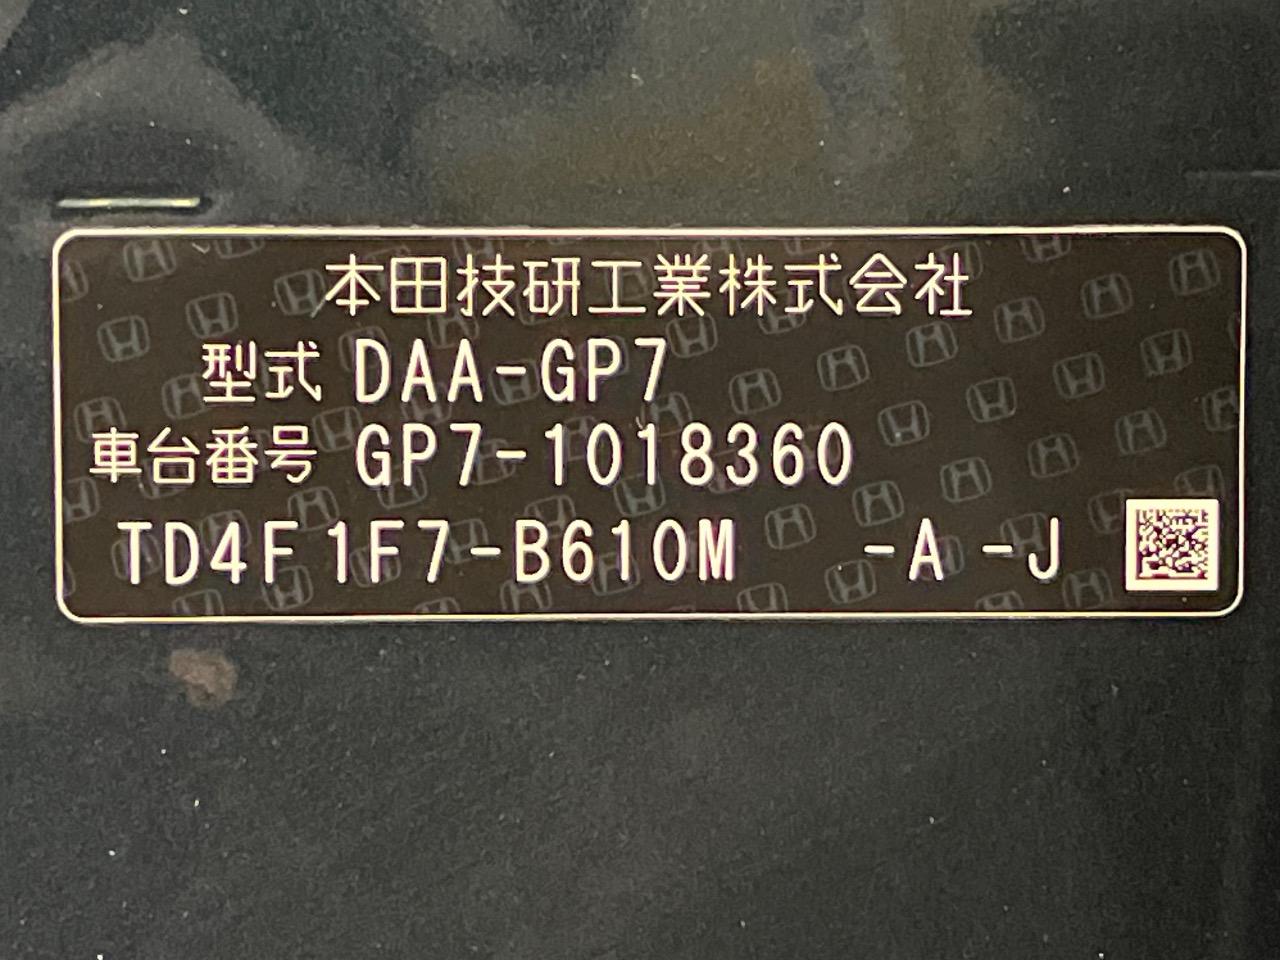 本田技研工業株式会社
型式 DAA-GP7
車台番号 GP7-1018360
TD4F1F7-B610M -A -J